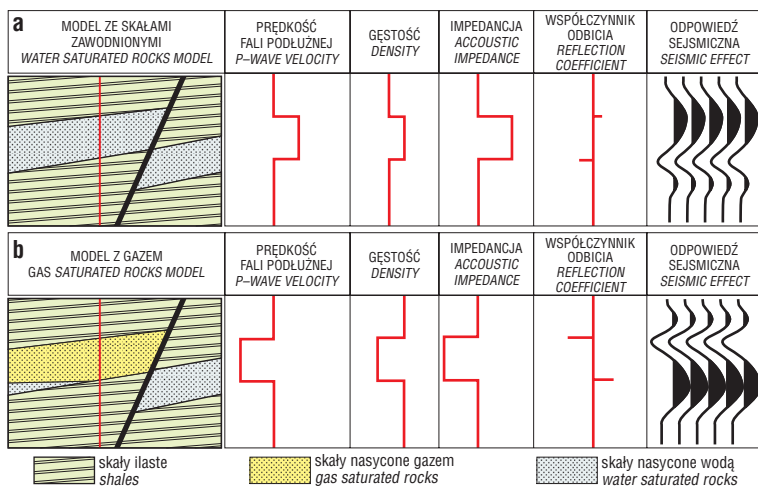 a
MODEL ZE SKAŁAMI
ZAWODNIONYMI
WATER SATURATED ROCKS MODEL
PRĘDKOŚĆ
FALI PODŁUŻNEJ
P–WAVE VELOCITY
GĘSTOŚĆ
DENSITY
IMPEDANCJA
ACCOUSTIC
IMPEDANCE
WSPÓŁCZYNNIK
ODBICIA
REFLECTION
COEFFICIENT
ODPOWIEDŹ
SEJSMICZNA
SEISMIC EFFECT
b
MODEL Z GAZEM
GAS SATURATED ROCKS MODEL
PRĘDKOŚĆ
FALI PODŁUŻNEJ
P–WAVE VELOCITY
GĘSTOŚĆ
DENSITY
IMPEDANCJA
ACCOUSTIC
IMPEDANCE
WSPÓŁCZYNNIK
ODBICIA
REFLECTION
COEFFICIENT
ODPOWIEDŹ
SEJSMICZNA
SEISMIC EFFECT
skały ilaste
shales
skały nasycone gazem
gas saturated rocks
skały nasycone wodą
water saturated rocks